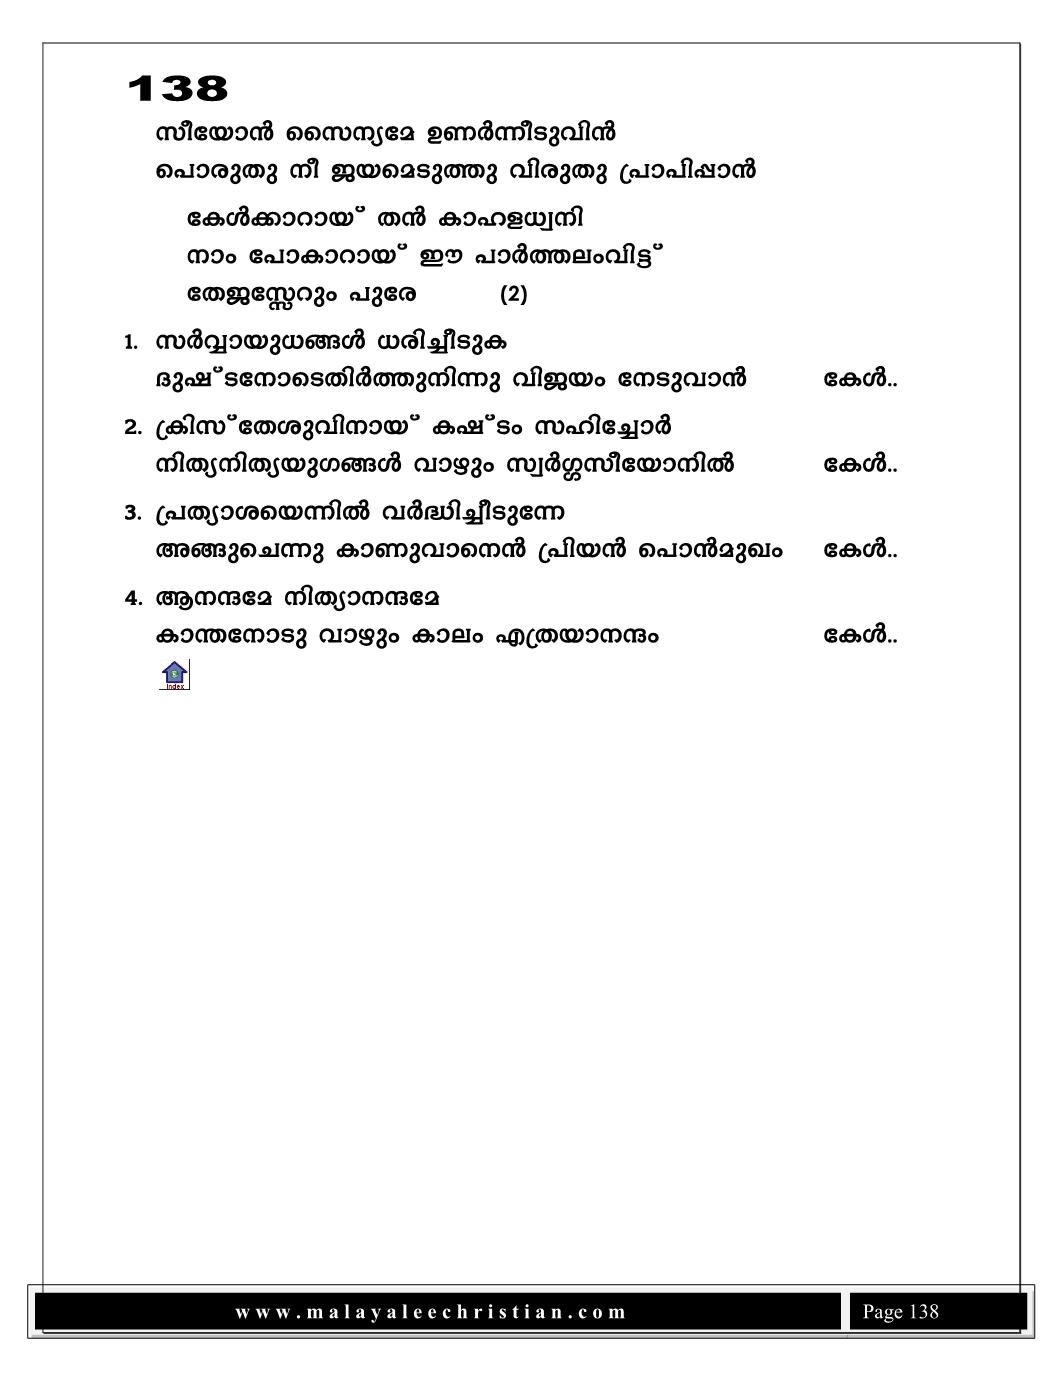 138
സീയോൻ സൈന്യമേ ഉണർന്നീടുവിൻ
പൊരുതു നീ ജയമെടുത്തു വിരുതു പ്രാപിപ്പാൻ
കേൾക്കാറായ് തൻ കാഹളധ്വനി
നാം പോകാറായ് ഈ പാർത്തലംവിട്ട്
തേജസ്സേറും പുരേ (2)
1. സർവ്വായുധങ്ങൾ ധരിച്ചീടുക
ദുഷ്ടനോടെതിർത്തുനിന്നു വിജയം നേടുവാൻ കേൾ..
2. ക്രിസ്തേശുവിനായ് കഷ്ടം സഹിച്ചോർ
നിത്യനിത്യയുഗങ്ങൾ വാഴും സ്വർഗ്ഗസീയോനിൽ കേൾ..
3. പ്രത്യാശയെന്നിൽ വർദ്ധിച്ചീടുന്നേ
അങ്ങുചെന്നു കാണുവാനെൻ പ്രിയൻ പൊൻമുഖം കേൾ..
4. ആനന്ദമേ നിത്യാനന്ദമേ
കാന്തനോടു വാഴും കാലം എത്രയാനന്ദം കേൾ..
Index
www.malayaleechristian.com Page 138